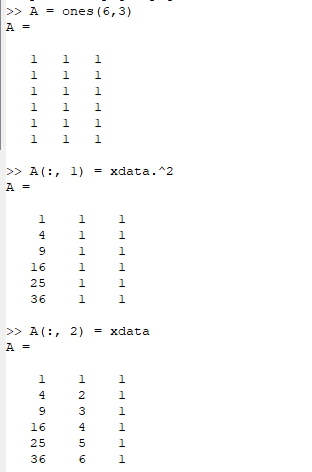 >> A = ones(6,3)
A =
1 1 1
1 1 1
1 1 1
1 1 1
1 1 1
1 1 1
>> A(:, 1) = xdata.^2
A =
1 1 1
4 1 1
9 1 1
16 1 1
25 1 1
36 1 1
>> A(:, 2) = xdata
A =
1 1 1
4 2 1
9 3 1
16 4 1
25 5 1
36 6 1